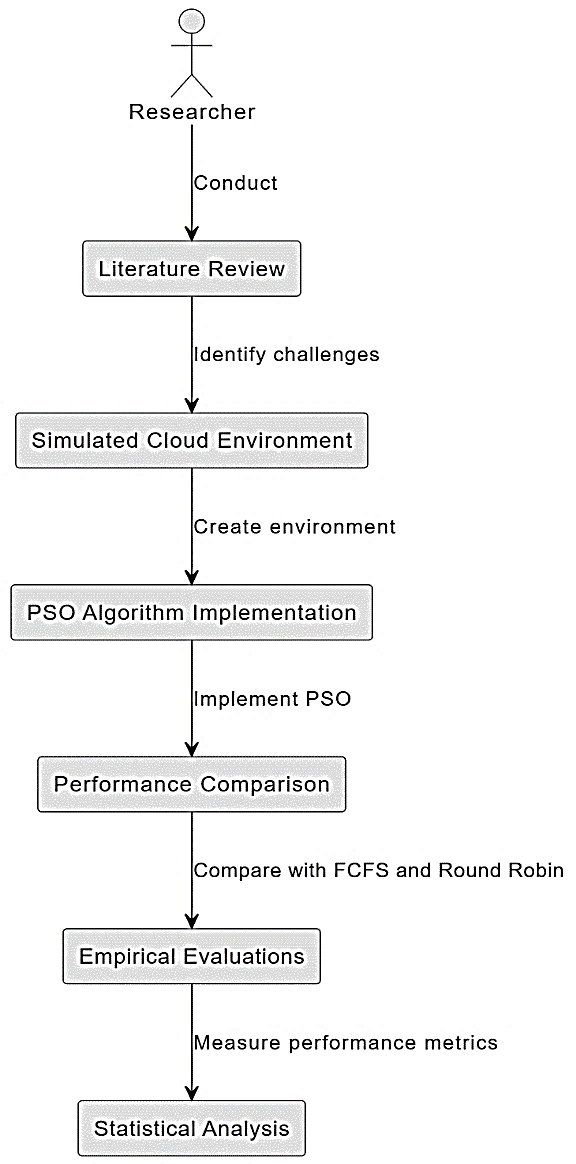 Researcher
Conduct
Literature Review
Identify challenges
Simulated Cloud Environment
Create environment
PSO Algorithm Implementation
Implement PSO
Performance Comparison
Compare with FCFS and Round Robin
Empirical Evaluations
Measure performance metrics
Statistical Analysis